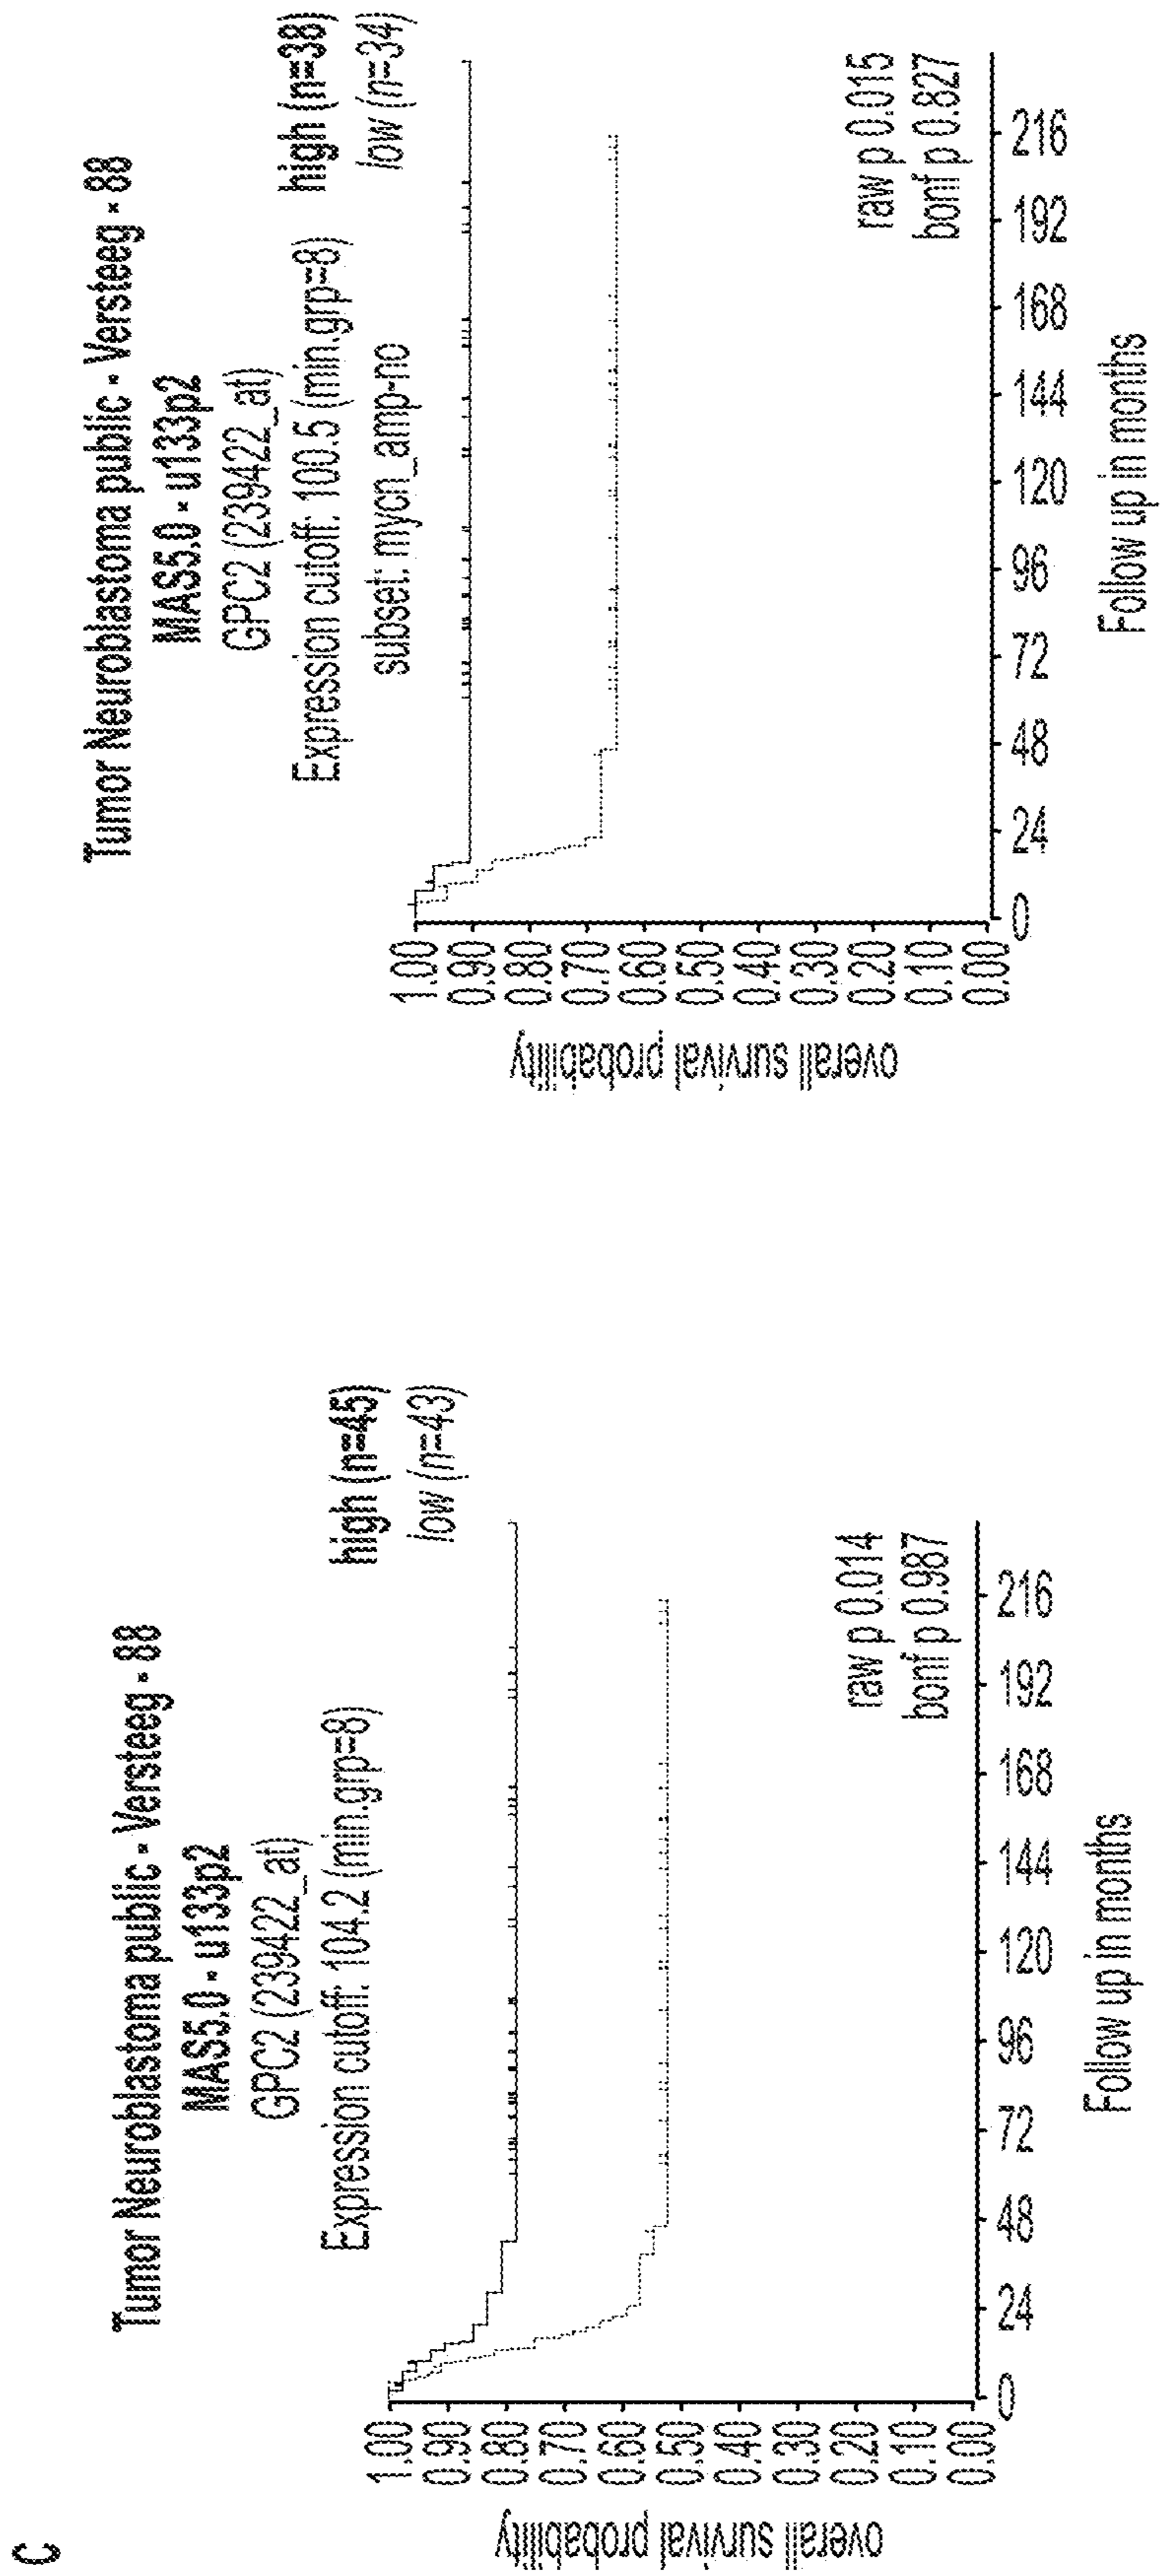 C
Tumor Neuroblastoma public - Versteeg - 88
MAS5.0 - u133p2
GPC2 (239422_at)
Expression cutoff: 104.2 (min.grp=8)
high (n=45)
low (n=43)
overall survival probability
1.00
0.90
0.80
0.70
0.60
0.50
0.40
0.30
0.20
0.10
0.00
raw p 0.014
bonf p 0.987
0 24 48 72 96 120 144 168 192 216
Follow up in months
Tumor Neuroblastoma public - Versteeg - 88
MAS5.0 - u133p2
GPC2 (239422_at)
Expression cutoff: 100.5 (min.grp=8)
subset: mycn_amp-no
high (n=38)
low (n=34)
overall survival probability
1.00
0.90
0.80
0.70
0.60
0.50
0.40
0.30
0.20
0.10
0.00
raw p 0.015
bonf p 0.827
0 24 48 72 96 120 144 168 192 216
Follow up in months